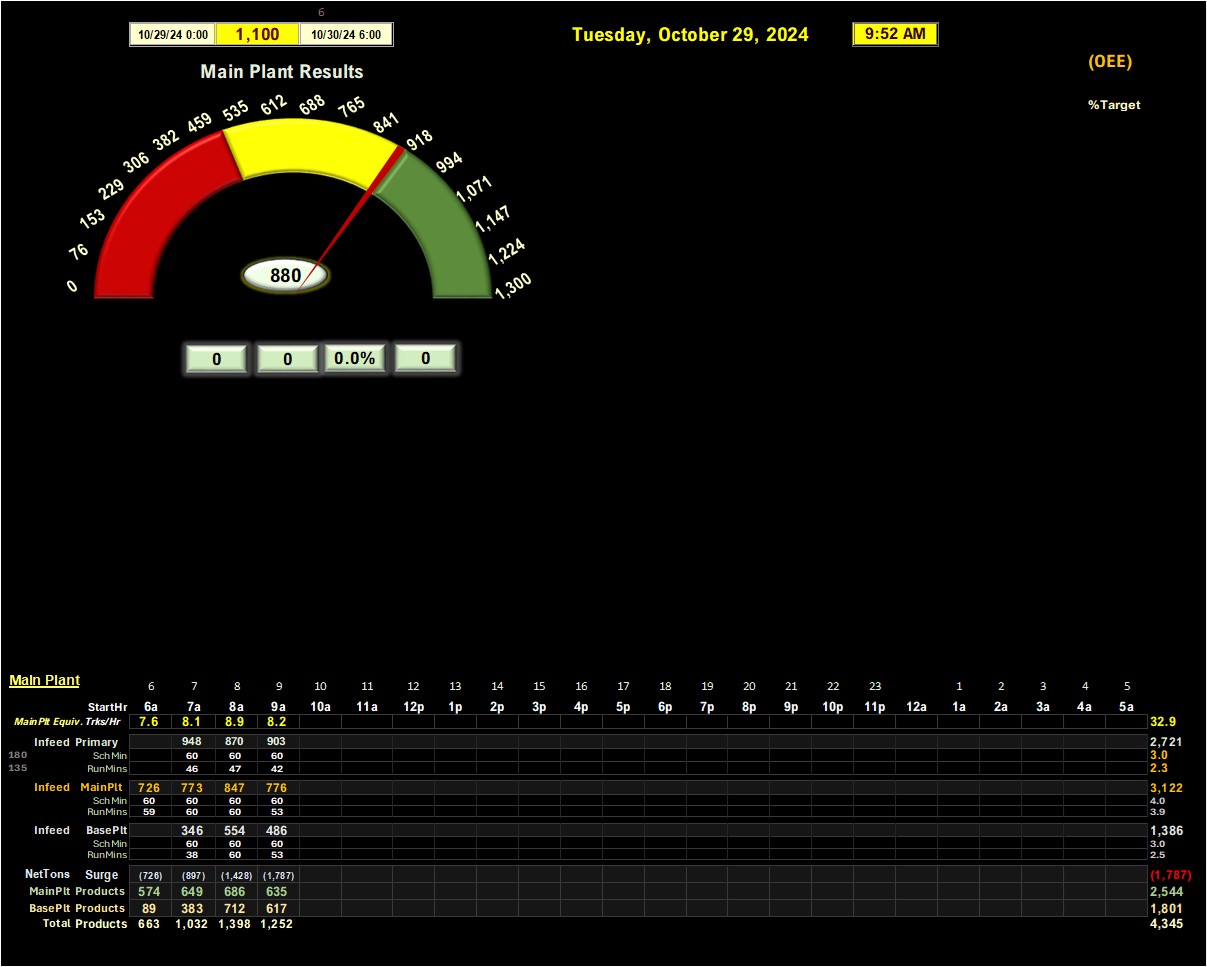 6
10/29/24 0:00 1,100 10/30/24 6:00 Tuesday, October 29, 2024 9:52 AM
(OEE)
Main Plant Results
%Target
0 76 153 229 306 382 459 535 612 688 765 841 918 994 1,071 1,147 1,224 1,300
880
0 0 0.0% 0
Main Plant
6 7 8 9 10 11 12 13 14 15 16 17 18 19 20 21 22 23 1 2 3 4 5
StartHr 6a 7a 8a 9a 10a 11a 12p 1p 2p 3p 4p 5p 6p 7p 8p 9p 10p 11p 12a 1a 2a 3a 4a 5a
MainPlt Equiv. Trks/Hr 7.6 8.1 8.9 8.2 32.9
Infeed Primary 948 870 903 2,721
180 SchMin 60 60 60 3.0
135 RunMins 46 47 42 2.3
Infeed MainPlt 726 773 847 776 3,122
SchMin 60 60 60 60 4.0
RunMins 59 60 60 53 3.9
Infeed BasePlt 346 554 486 1,386
SchMin 60 60 60 3.0
RunMins 38 60 53 2.5
NetTons Surge (726) (897) (1,428) (1,787) (1,787)
MainPlt Products 574 649 686 635 2,544
BasePlt Products 89 383 712 617 1,801
Total Products 663 1,032 1,398 1,252 4,345